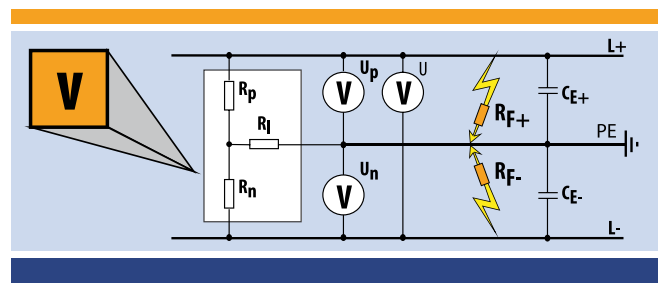 L+
V
Up
U
Rp
V
V
CE+
RF+
RI
PE
Un
Rn
V
RF-
CE-
L-